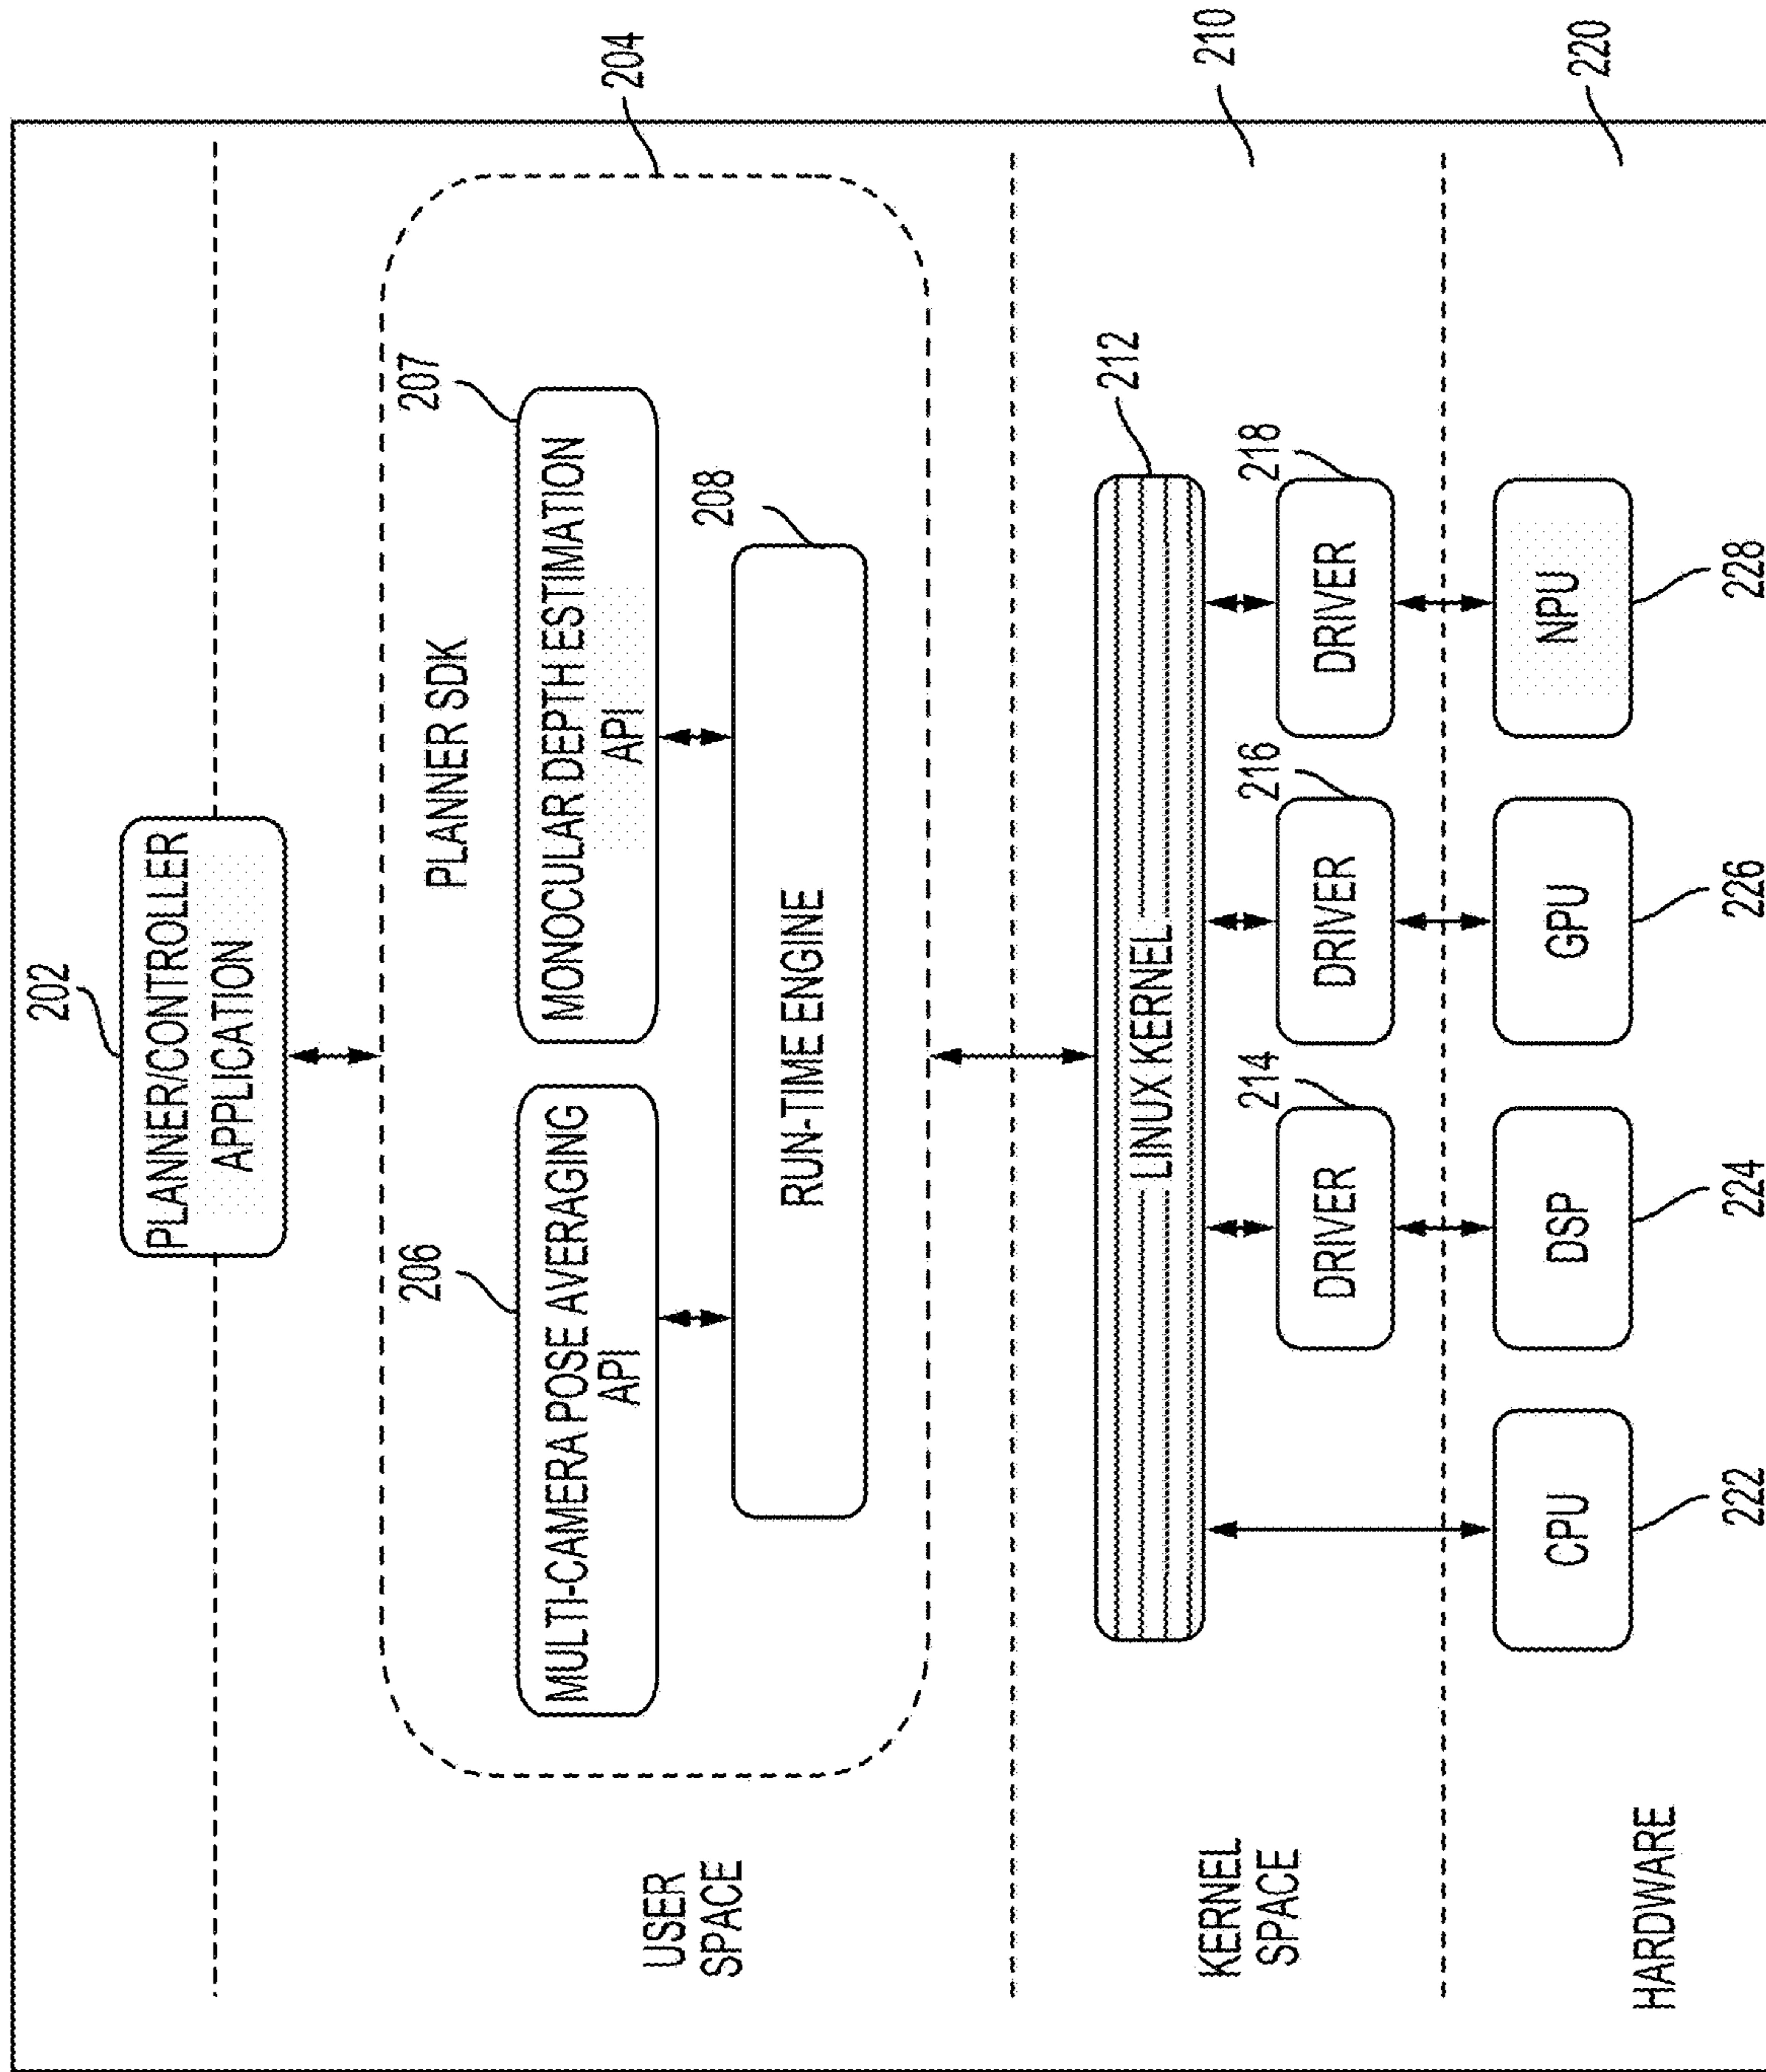 202
PLANNER/CONTROLLER
APPLICATION
204
PLANNER SDK
206
207
MULTI-CAMERA POSE AVERAGING
API
MONOCULAR DEPTH ESTIMATION
API
208
RUN-TIME ENGINE
USER
SPACE
210
212
LINUX KERNEL
214
216
218
DRIVER
DRIVER
DRIVER
KERNEL
SPACE
220
CPU
DSP
GPU
NPU
HARDWARE
222
224
226
228